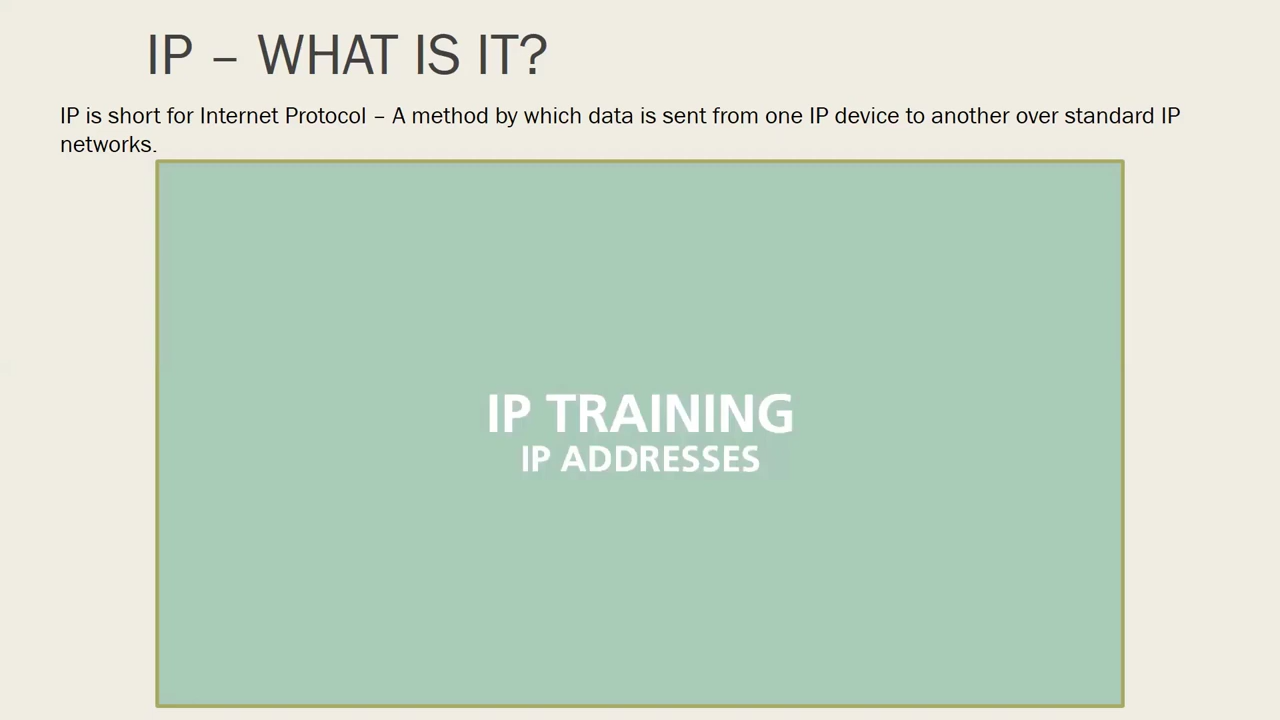 IP – WHAT IS IT?
IP is short for Internet Protocol – A method by which data is sent from one IP device to another over standard IP
networks.
IP TRAINING
IP ADDRESSES